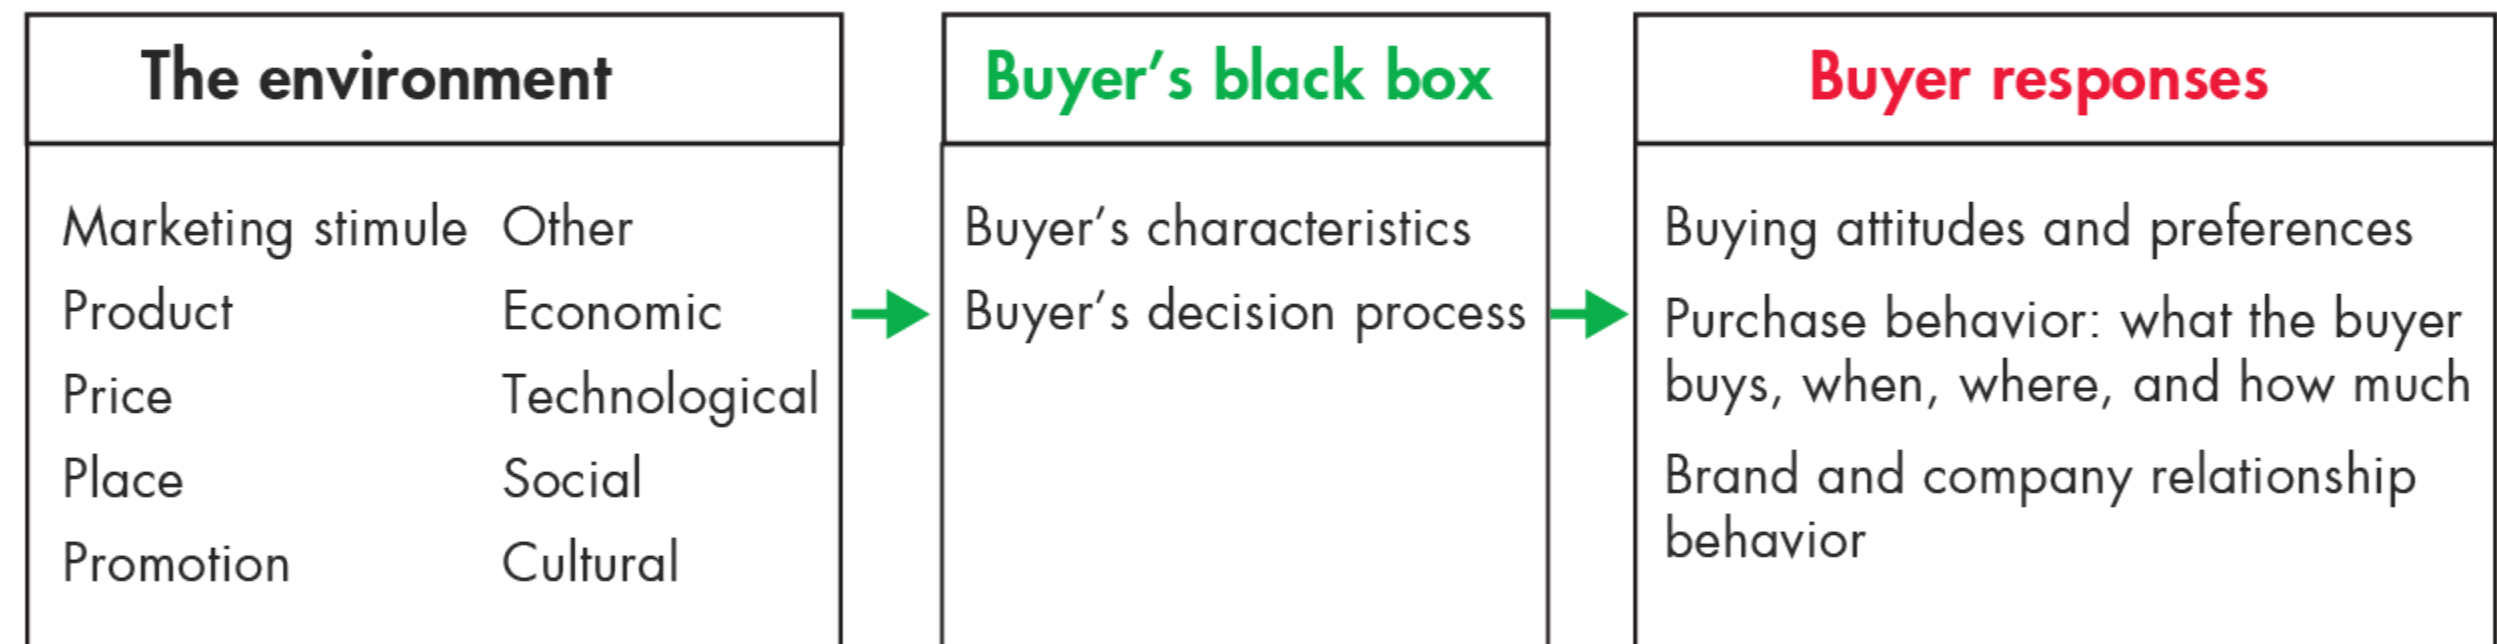 The environment
Marketing stimule
Product
Price
Place
Promotion
Other
Economic
Technological
Social
Cultural
Buyer’s black box
Buyer’s characteristics
Buyer’s decision process
Buyer responses
Buying attitudes and preferences
Purchase behavior: what the buyer
buys, when, where, and how much
Brand and company relationship
behavior